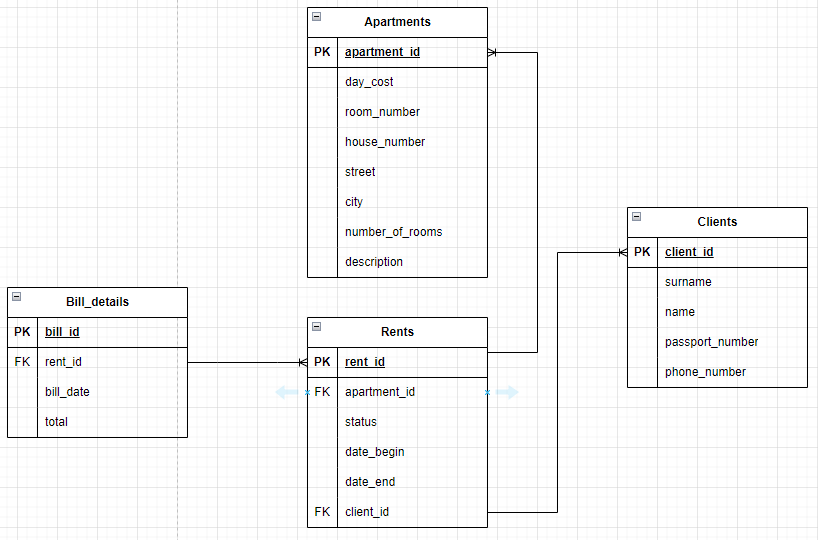 Apartments
PK apartment_id
day_cost
room_number
house_number
street
city
number_of_rooms
description
Clients
PK client_id
surname
name
passport_number
phone_number
Bill_details
PK bill_id
FK rent_id
bill_date
total
Rents
PK rent_id
FK apartment_id
status
date_begin
date_end
FK client_id